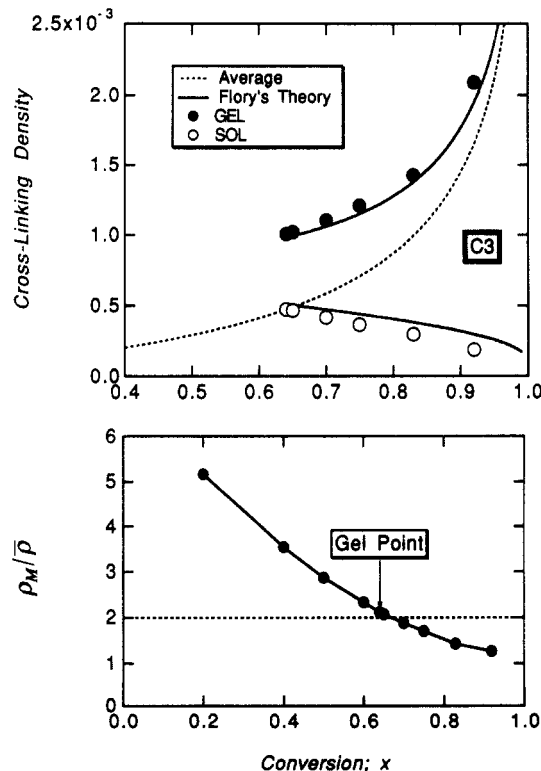 2.5x10⁻³
2.0
1.5
1.0
0.5
0.0
Cross-Linking Density
Average
Flory's Theory
GEL
SOL
C3
0.4 0.5 0.6 0.7 0.8 0.9 1.0
6
5
4
3
2
1
0
ρM/ρ̄
Gel Point
0.0 0.2 0.4 0.6 0.8 1.0
Conversion; x